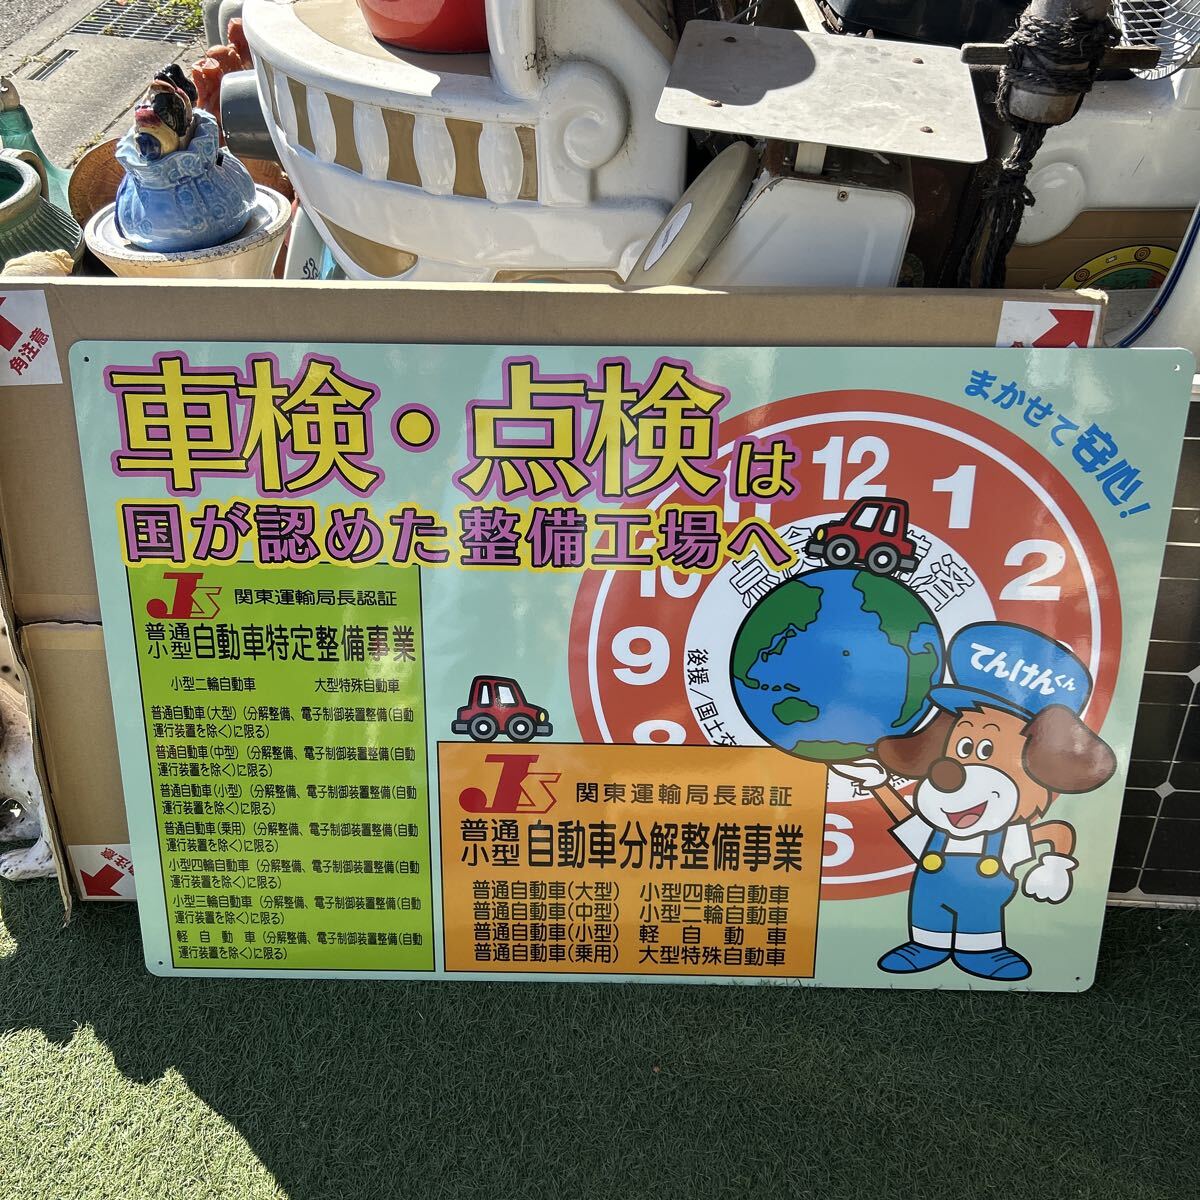 角注意
車検・点検は
国が認めた整備工場へ
まかせて安心!
JS 関東運輸局長認証
普通
小型 自動車特定整備事業
小型二輪自動車 大型特殊自動車
普通自動車(大型)(分解整備、電子制御装置整備(自動
運行装置を除く)に限る)
普通自動車(中型)(分解整備、電子制御装置整備(自動
運行装置を除く)に限る)
普通自動車(小型)(分解整備、電子制御装置整備(自動
運行装置を除く)に限る)
普通自動車(乗用)(分解整備、電子制御装置整備(自動
運行装置を除く)に限る)
小型四輪自動車(分解整備、電子制御装置整備(自動
運行装置を除く)に限る)
小型三輪自動車(分解整備、電子制御装置整備(自動
運行装置を除く)に限る)
軽自動車(分解整備、電子制御装置整備(自動
運行装置を除く)に限る)
JS 関東運輸局長認証
普通
小型 自動車分解整備事業
普通自動車(大型) 小型四輪自動車
普通自動車(中型) 小型二輪自動車
普通自動車(小型) 軽自動車
普通自動車(乗用) 大型特殊自動車
12
1
2
6
8
9
10
11
後援/国土交
てんけんくん